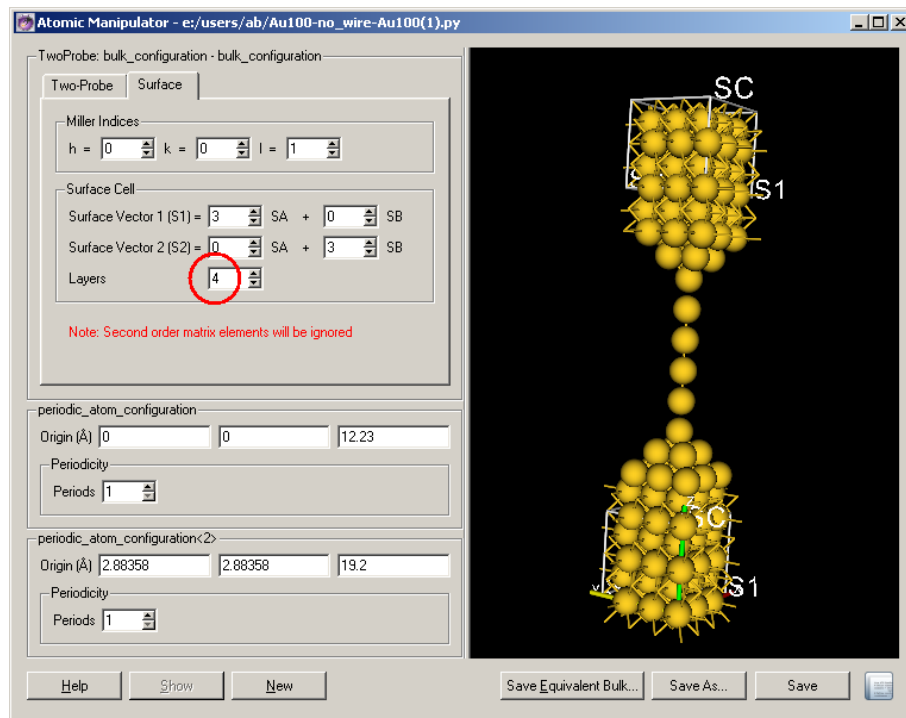 Atomic Manipulator - e:/users/ab/Au100-no_wire-Au100(1).py
TwoProbe: bulk_configuration - bulk_configuration
Two-Probe Surface
Miller Indices
h = 0 k = 0 l = 1
Surface Cell
Surface Vector 1 (S1) = 3 SA + 0 SB
Surface Vector 2 (S2) = 0 SA + 3 SB
Layers 4
Note: Second order matrix elements will be ignored
periodic_atom_configuration
Origin (Å) 0 0 12.23
Periodicity
Periods 1
periodic_atom_configuration<2>
Origin (Å) 2.88358 2.88358 19.2
Periodicity
Periods 1
Help Show New
SC
S1
SC
S1
Save Equivalent Bulk... Save As... Save